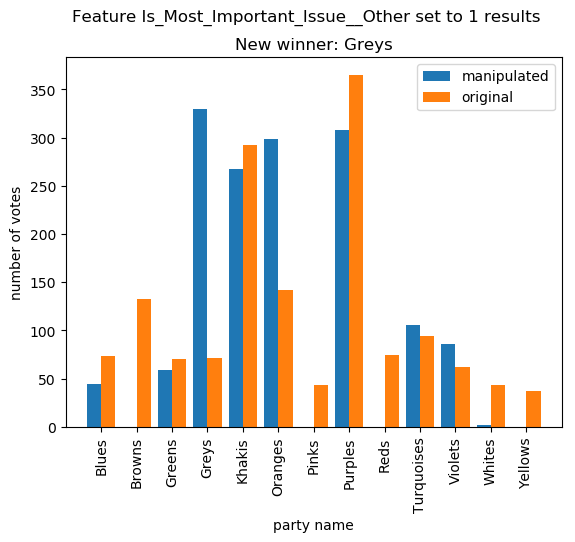 Feature Is_Most_Important_Issue__Other set to 1 results
New winner: Greys
manipulated
original
number of votes
350
300
250
200
150
100
50
0
Blues
Browns
Greens
Greys
Khakis
Oranges
Pinks
Purples
Reds
Turquoises
Violets
Whites
Yellows
party name